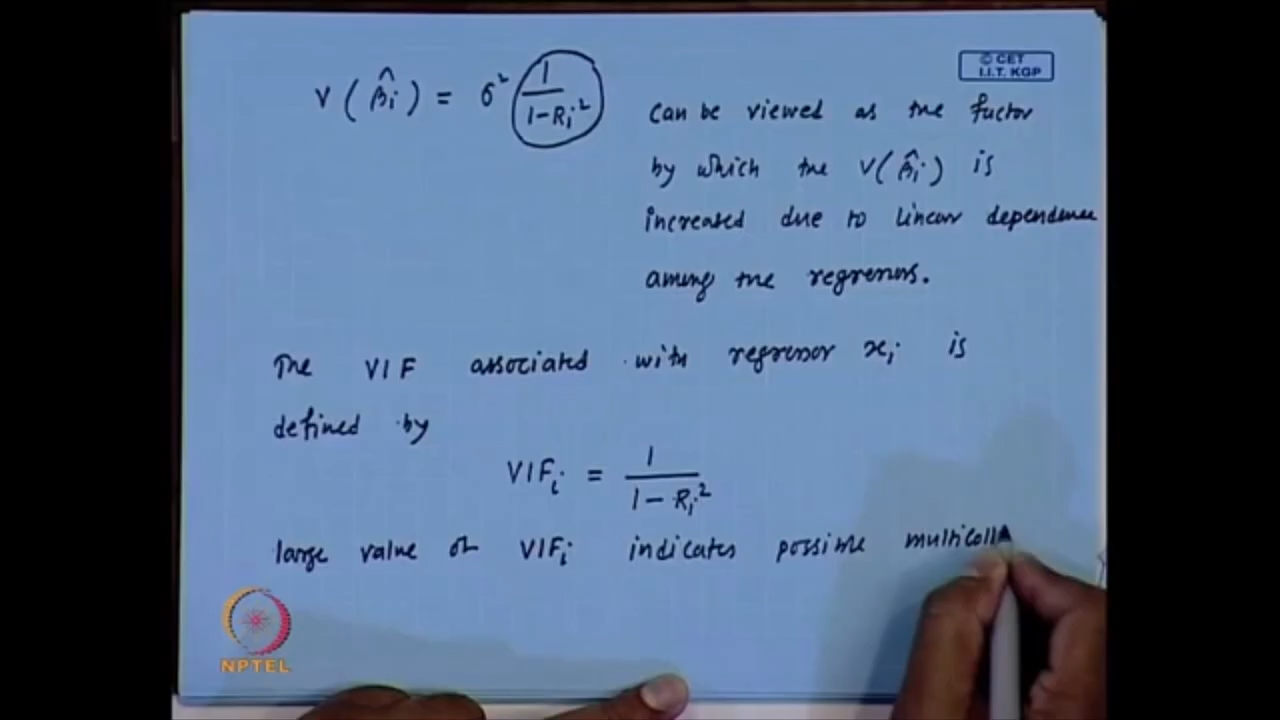 V(β̂i) = σ² 1/(1-Ri²)
© CET
I.I.T. KGP
can be viewed as the factor
by which the V(β̂i) is
increased due to linear dependence
among the regressors.
The VIF associated with regressor xi is
defined by
VIFi = 1/(1-Ri²)
large value of VIFi indicates possible multicoll
NPTEL